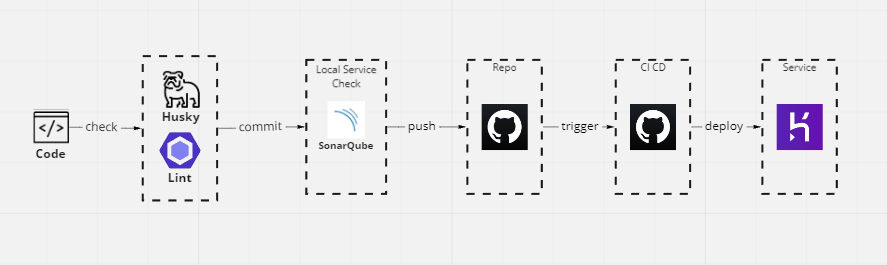 Code
check
Husky
Lint
commit
Local Service
Check
SonarQube
push
Repo
trigger
CI CD
deploy
Service